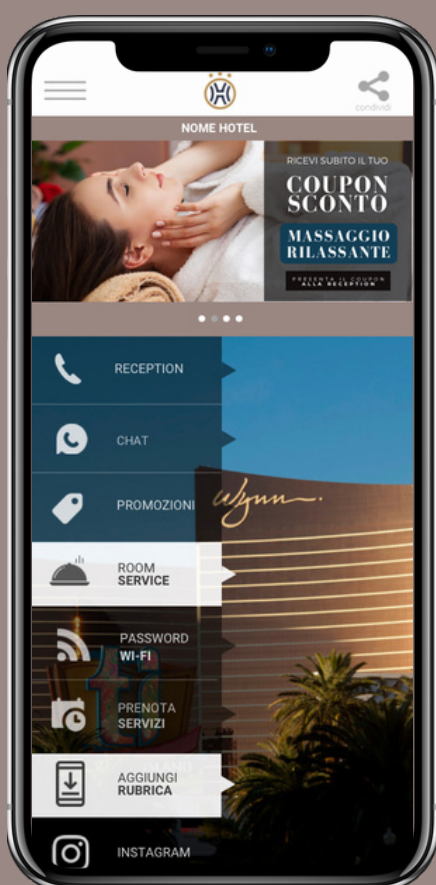 condividi
NOME HOTEL
RICEVI SUBITO IL TUO
COUPON
SCONTO
MASSAGGIO
RILASSANTE
PRESENTA IL COUPON
ALLA RECEPTION
RECEPTION
CHAT
PROMOZIONI
Wynn
ROOM
SERVICE
PASSWORD
WI-FI
ti
PRENOTA
SERVIZI
AGGIUNGI
RUBRICA
INSTAGRAM